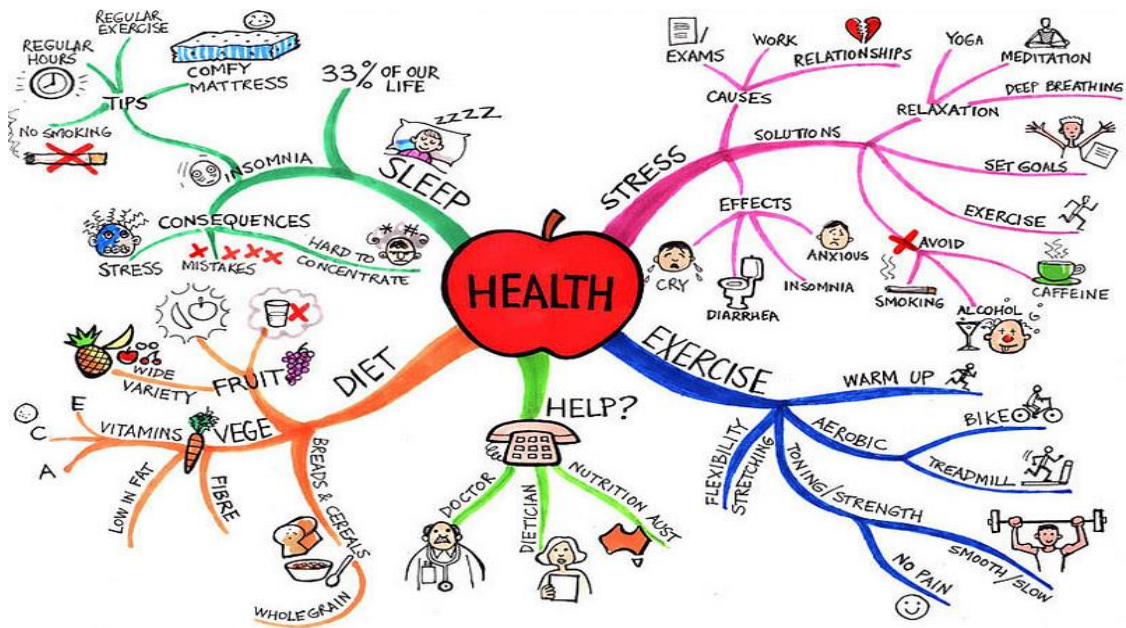 HEALTH
SLEEP
33% OF OUR
LIFE
zzzz
INSOMNIA
TIPS
REGULAR
EXERCISE
REGULAR
HOURS
COMFY
MATTRESS
NO SMOKING
CONSEQUENCES
STRESS
MISTAKES
HARD TO
CONCENTRATE
STRESS
CAUSES
EXAMS
WORK
RELATIONSHIPS
SOLUTIONS
RELAXATION
YOGA
MEDITATION
DEEP BREATHING
SET GOALS
EXERCISE
AVOID
SMOKING
ALCOHOL
CAFFEINE
EFFECTS
CRY
DIARRHEA
INSOMNIA
ANXIOUS
DIET
FRUIT
WIDE
VARIETY
VEGE
VITAMINS
E
C
A
LOW IN FAT
FIBRE
BREADS & CEREALS
WHOLEGRAIN
HELP?
DOCTOR
DIETICIAN
NUTRITION AUST
EXERCISE
WARM UP
AEROBIC
BIKE
TREADMILL
TONING/STRENGTH
SMOOTH/SLOW
NO PAIN
FLEXIBILITY
STRETCHING